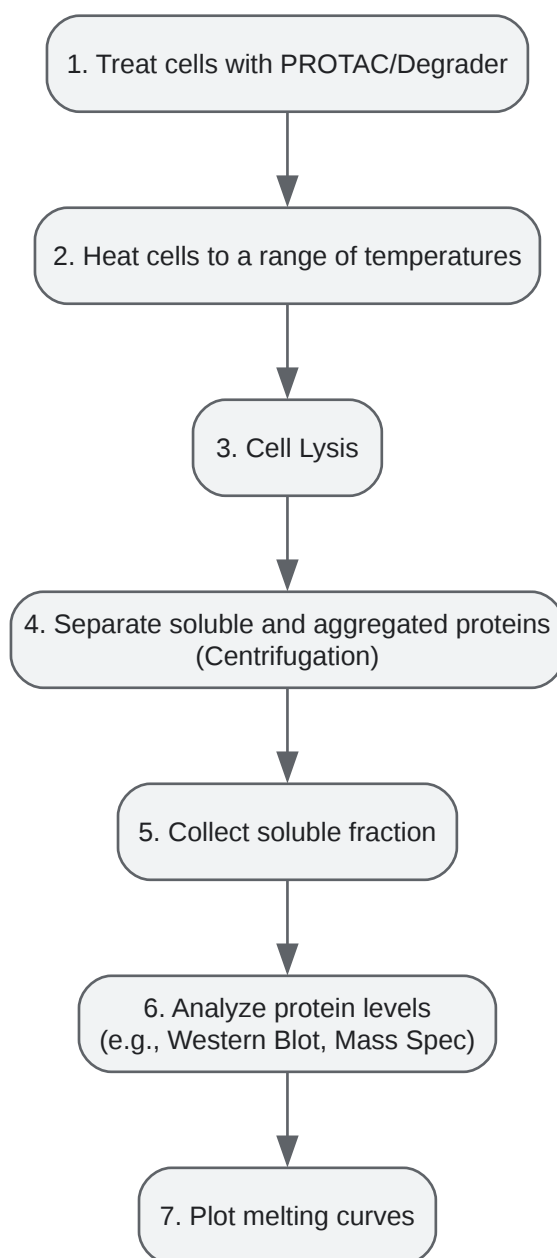 1. Treat cells with PROTAC/Degrader
2. Heat cells to a range of temperatures
3. Cell Lysis
4. Separate soluble and aggregated proteins
(Centrifugation)
5. Collect soluble fraction
6. Analyze protein levels
(e.g., Western Blot, Mass Spec)
7. Plot melting curves